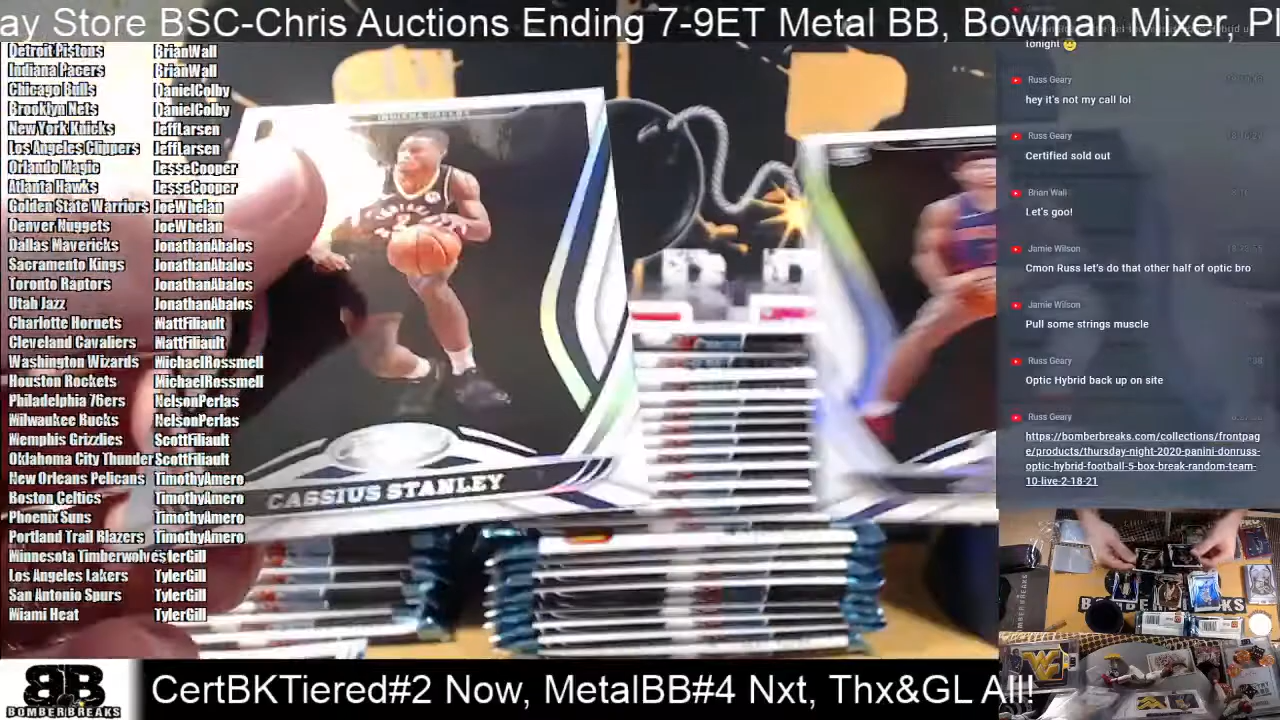 ay Store BSC-Chris Auctions Ending 7-9ET Metal BB, Bowman Mixer, Pl
Detroit Pistons BrianWall
Indiana Pacers BrianWall
Chicago Bulls DanielColby
Brooklyn Nets DanielColby
New York Knicks JeffLarsen
Los Angeles Clippers JeffLarsen
Orlando Magic JesseCooper
Atlanta Hawks JesseCooper
Golden State Warriors JoeWhelan
Denver Nuggets JoeWhelan
Dallas Mavericks JonathanAbalos
Sacramento Kings JonathanAbalos
Toronto Raptors JonathanAbalos
Utah Jazz JonathanAbalos
Charlotte Hornets MattFiliault
Cleveland Cavaliers MattFiliault
Washington Wizards MichaelRossmell
Houston Rockets MichaelRossmell
Philadelphia 76ers NelsonPerlas
Milwaukee Bucks NelsonPerlas
Memphis Grizzlies ScottFiliault
Oklahoma City Thunder ScottFiliault
New Orleans Pelicans TimothyAmero
Boston Celtics TimothyAmero
Phoenix Suns TimothyAmero
Portland Trail Blazers TimothyAmero
Minnesota Timberwolves terGill
Los Angeles Lakers TylerGill
San Antonio Spurs TylerGill
Miami Heat TylerGill
INDIANA PACERS
CASSIUS STANLEY
tonight
Russ Geary
hey it's not my call lol
Russ Geary
Certified sold out
Brian Wall
Let's goo!
Jamie Wilson
Cmon Russ let's do that other half of optic bro
Jamie Wilson
Pull some strings muscle
Russ Geary
Optic Hybrid back up on site
Russ Geary
https://bomberbreaks.com/collections/frontpag
e/products/thursday-night-2020-panini-donruss-
optic-hybrid-football-5-box-break-random-team-
10-live-2-18-21
BOMBER BREAKS
BB
BOMBERBREAKS
CertBKTiered#2 Now, MetalBB#4 Nxt, Thx&GL All!